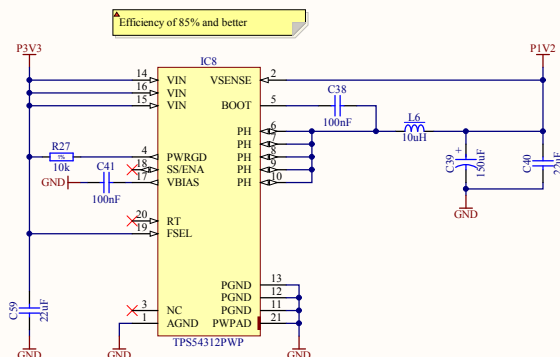 Efficiency of 85% and better
P3V3
IC8
P1V2
14 VIN VSENSE 2
16 VIN
15 VIN BOOT 5
C38
100nF
PH 6
PH 7
L6
10uH
R27
1%
10k
4 PWRGD PH 8
18 SS/ENA PH 9
17 VBIAS PH 10
C41
100nF
GND
C39
+
150uF
C40
GND
20 RT
19 FSEL
C59
22uF
PGND 13
PGND 12
3 NC PGND 11
1 AGND PWPAD 21
TPS54312PWP
GND
GND
GND